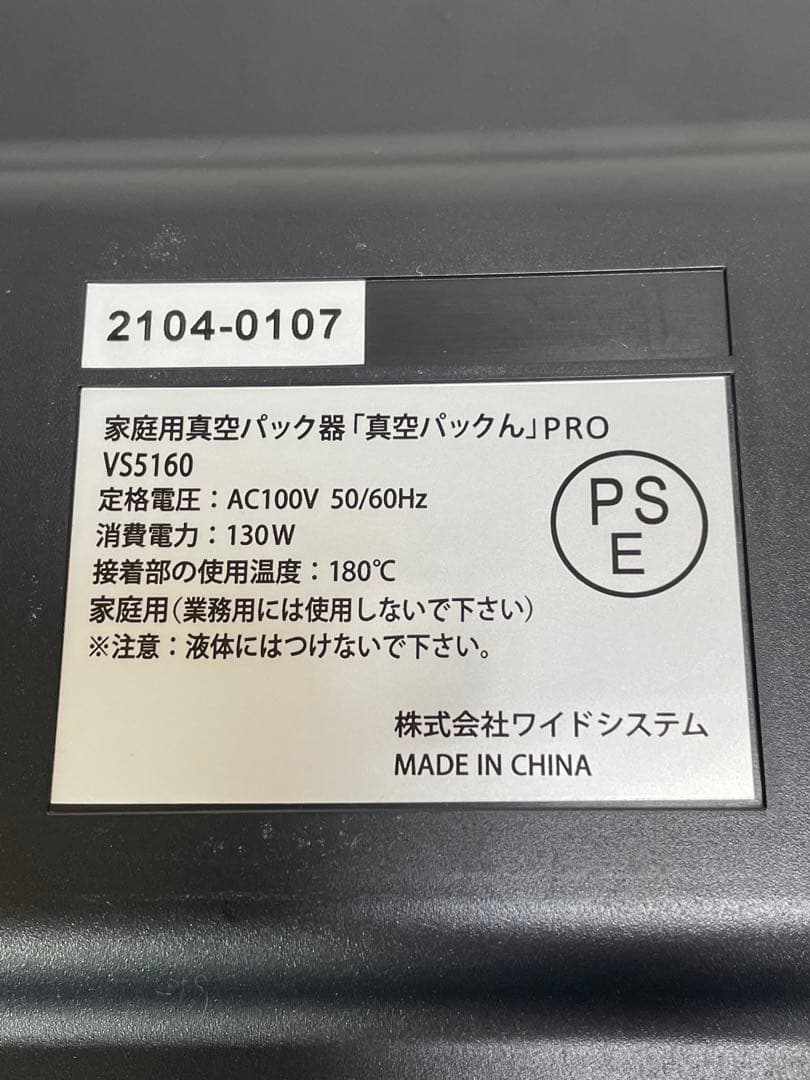 2104-0107
家庭用真空パック器「真空パックん」PRO
VS5160
定格電圧：AC100V 50/60Hz
消費電力：130W
接着部の使用温度：180℃
家庭用（業務用には使用しないで下さい）
※注意：液体にはつけないで下さい。
PS
E
株式会社ワイドシステム
MADE IN CHINA